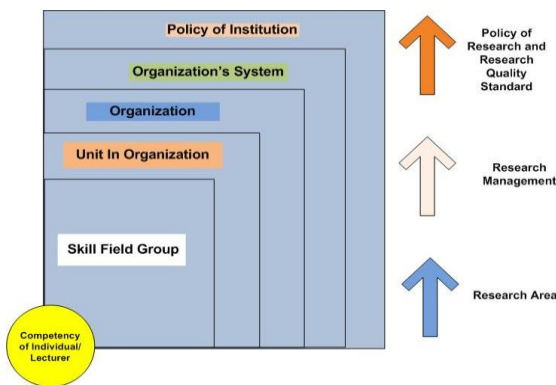 Policy of Institution
Organization's System
Organization
Unit In Organization
Skill Field Group
Competency
of Individual/
Lecturer
Policy of
Research and
Research
Quality
Standard
Research
Management
Research Area